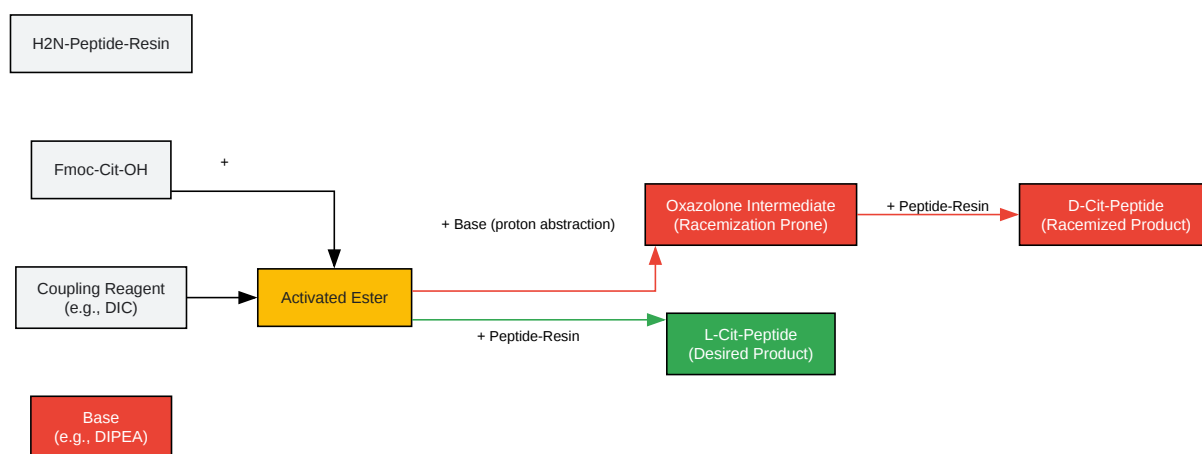 H2N-Peptide-Resin
Fmoc-Cit-OH
+
Coupling Reagent
(e.g., DIC)
Activated Ester
+ Base (proton abstraction)
+ Peptide-Resin
Oxazolone Intermediate
(Racemization Prone)
+ Peptide-Resin
D-Cit-Peptide
(Racemized Product)
L-Cit-Peptide
(Desired Product)
Base
(e.g., DIPEA)